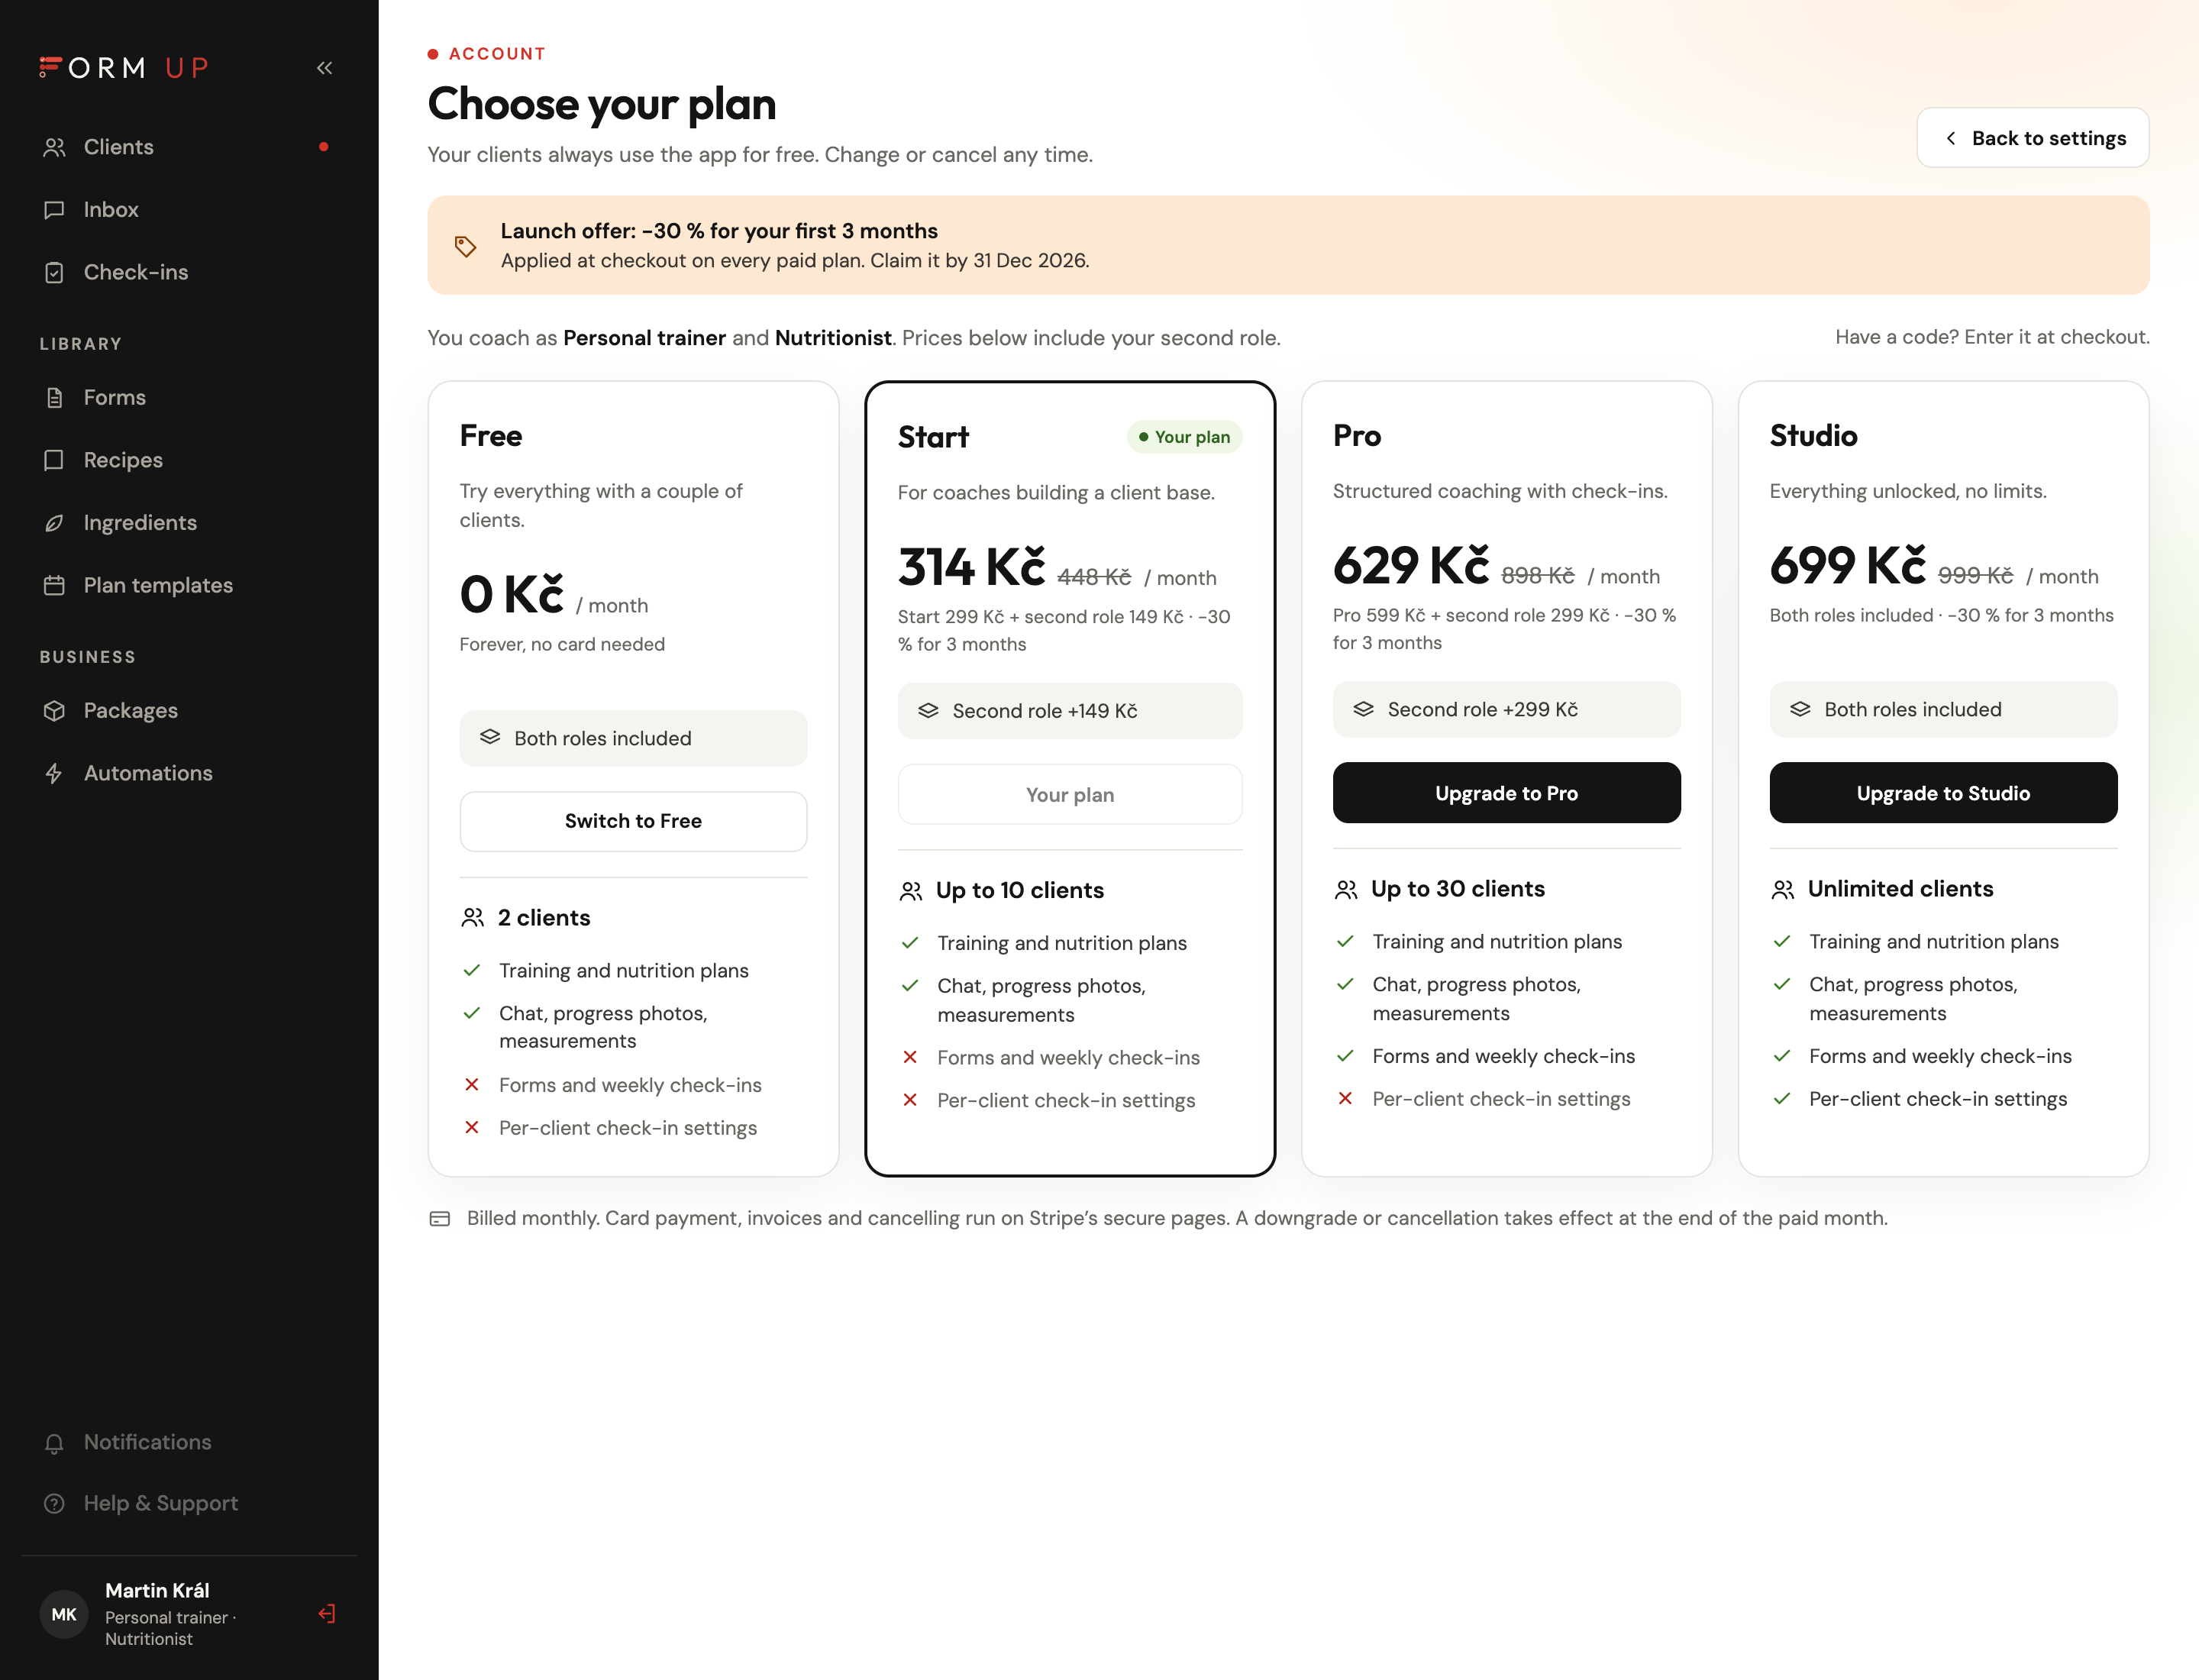 FORM UP
Clients
Inbox
Check-ins
LIBRARY
Forms
Recipes
Ingredients
Plan templates
BUSINESS
Packages
Automations
Notifications
Help & Support
MK
Martin Král
Personal trainer ·
Nutritionist
ACCOUNT
Choose your plan
Your clients always use the app for free. Change or cancel any time.
Back to settings
Launch offer: -30 % for your first 3 months
Applied at checkout on every paid plan. Claim it by 31 Dec 2026.
You coach as Personal trainer and Nutritionist. Prices below include your second role.
Have a code? Enter it at checkout.
Free
Try everything with a couple of
clients.
0 Kč / month
Forever, no card needed
Both roles included
Switch to Free
2 clients
Training and nutrition plans
Chat, progress photos,
measurements
Forms and weekly check-ins
Per-client check-in settings
Start
Your plan
For coaches building a client base.
314 Kč 448 Kč / month
Start 299 Kč + second role 149 Kč · -30
% for 3 months
Second role +149 Kč
Your plan
Up to 10 clients
Training and nutrition plans
Chat, progress photos,
measurements
Forms and weekly check-ins
Per-client check-in settings
Pro
Structured coaching with check-ins.
629 Kč 898 Kč / month
Pro 599 Kč + second role 299 Kč · -30 %
for 3 months
Second role +299 Kč
Upgrade to Pro
Up to 30 clients
Training and nutrition plans
Chat, progress photos,
measurements
Forms and weekly check-ins
Per-client check-in settings
Studio
Everything unlocked, no limits.
699 Kč 999 Kč / month
Both roles included · -30 % for 3 months
Both roles included
Upgrade to Studio
Unlimited clients
Training and nutrition plans
Chat, progress photos,
measurements
Forms and weekly check-ins
Per-client check-in settings
Billed monthly. Card payment, invoices and cancelling run on Stripe’s secure pages. A downgrade or cancellation takes effect at the end of the paid month.